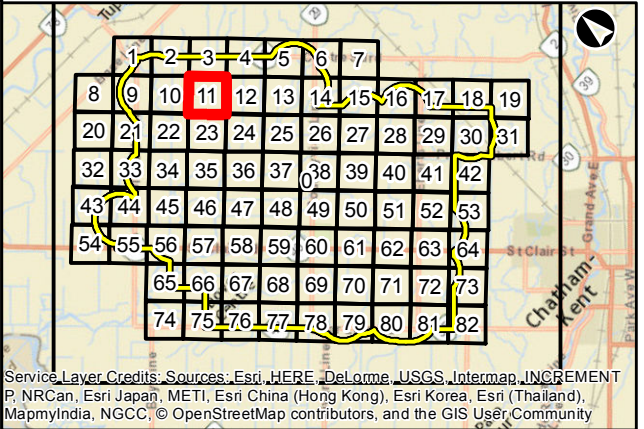 20
Tup
1 2 3 4 5 6 7
8 9 10 11 12 13 14 15 16 17 18 19
39
20 21 22 23 24 25 26 27 28 29 30 31
Rd
32 33 34 35 36 37 38 39 40 41 42
0
43 44 45 46 47 48 49 50 51 52 53
Grand Ave E
54 55 56 57 58 59 60 61 62 63 64
St Clair St
65 66 67 68 69 70 71 72 73
Chatham-
Kent
Park Ave W
74 75 76 77 78 79 80 81 82
Service Layer Credits: Sources: Esri, HERE, DeLorme, USGS, Intermap, INCREMENT
P, NRCan, Esri Japan, METI, Esri China (Hong Kong), Esri Korea, Esri (Thailand),
MapmyIndia, NGCC, © OpenStreetMap contributors, and the GIS User Community